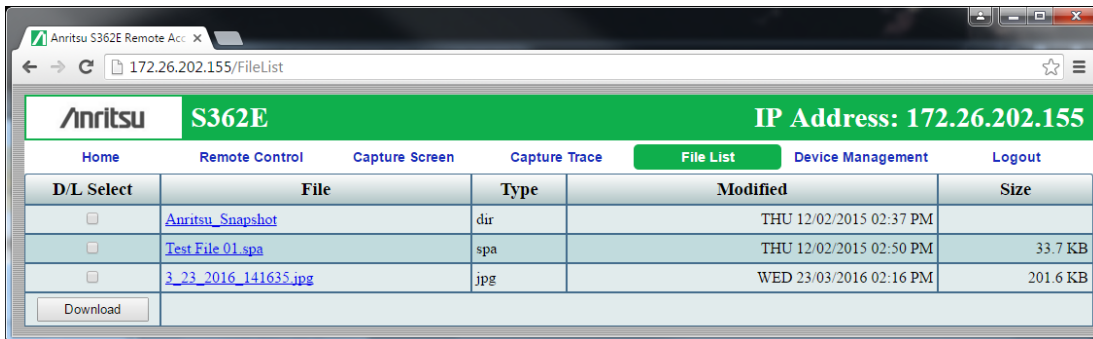 Anritsu S362E Remote Acc
172.26.202.155/FileList
Anritsu S362E IP Address: 172.26.202.155
Home Remote Control Capture Screen Capture Trace File List Device Management Logout
D/L Select File Type Modified Size
Anritsu_Snapshot dir THU 12/02/2015 02:37 PM
Test File 01.spa spa THU 12/02/2015 02:50 PM 33.7 KB
3_23_2016_141635.jpg jpg WED 23/03/2016 02:16 PM 201.6 KB
Download